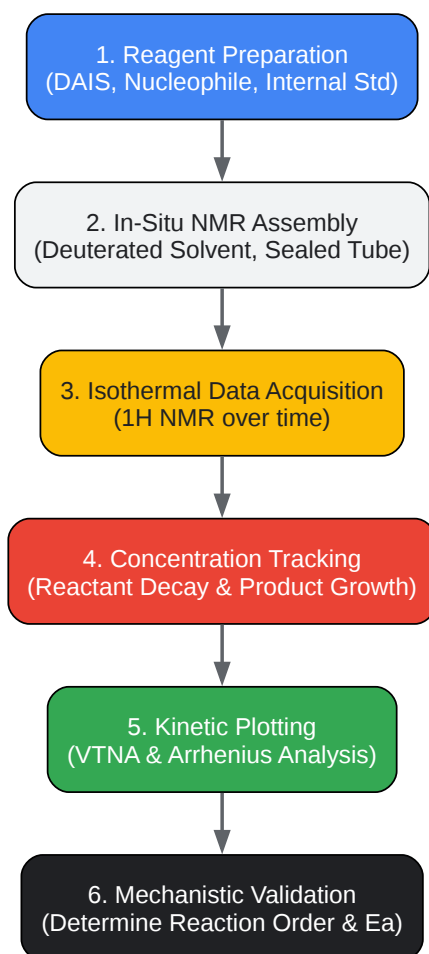 1. Reagent Preparation
(DAIS, Nucleophile, Internal Std)
2. In-Situ NMR Assembly
(Deuterated Solvent, Sealed Tube)
3. Isothermal Data Acquisition
(1H NMR over time)
4. Concentration Tracking
(Reactant Decay & Product Growth)
5. Kinetic Plotting
(VTNA & Arrhenius Analysis)
6. Mechanistic Validation
(Determine Reaction Order & Ea)